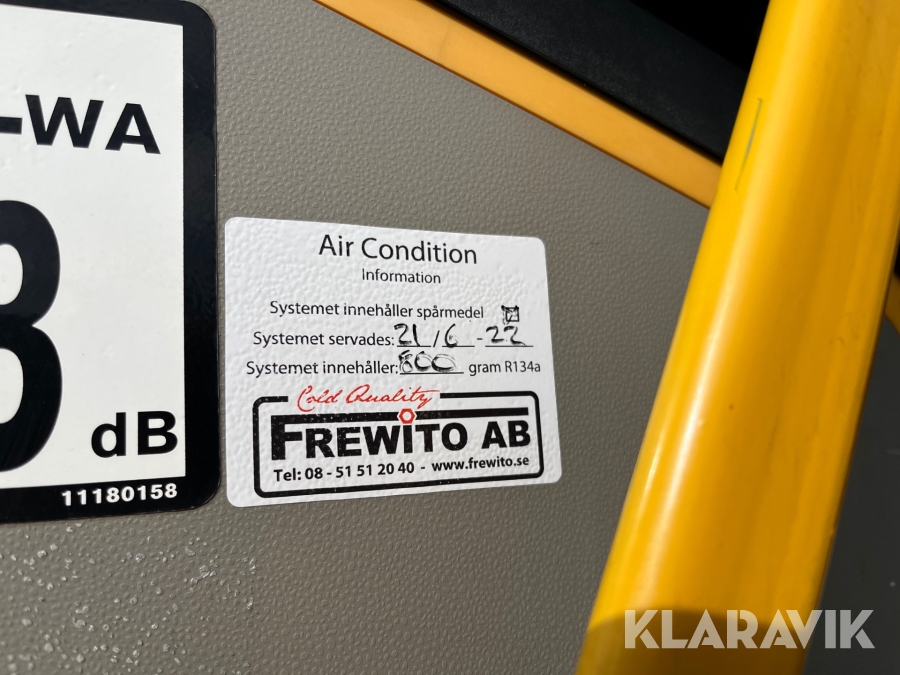 -WA
dB
11180158
Air Condition
Information
Systemet innehåller spårmedel
Systemet servades: 21/6 -22
Systemet innehåller: 800 gram R134a
Cold Quality
FREWITO AB
Tel: 08 - 51 51 20 40 - www.frewito.se
KLARAVIK